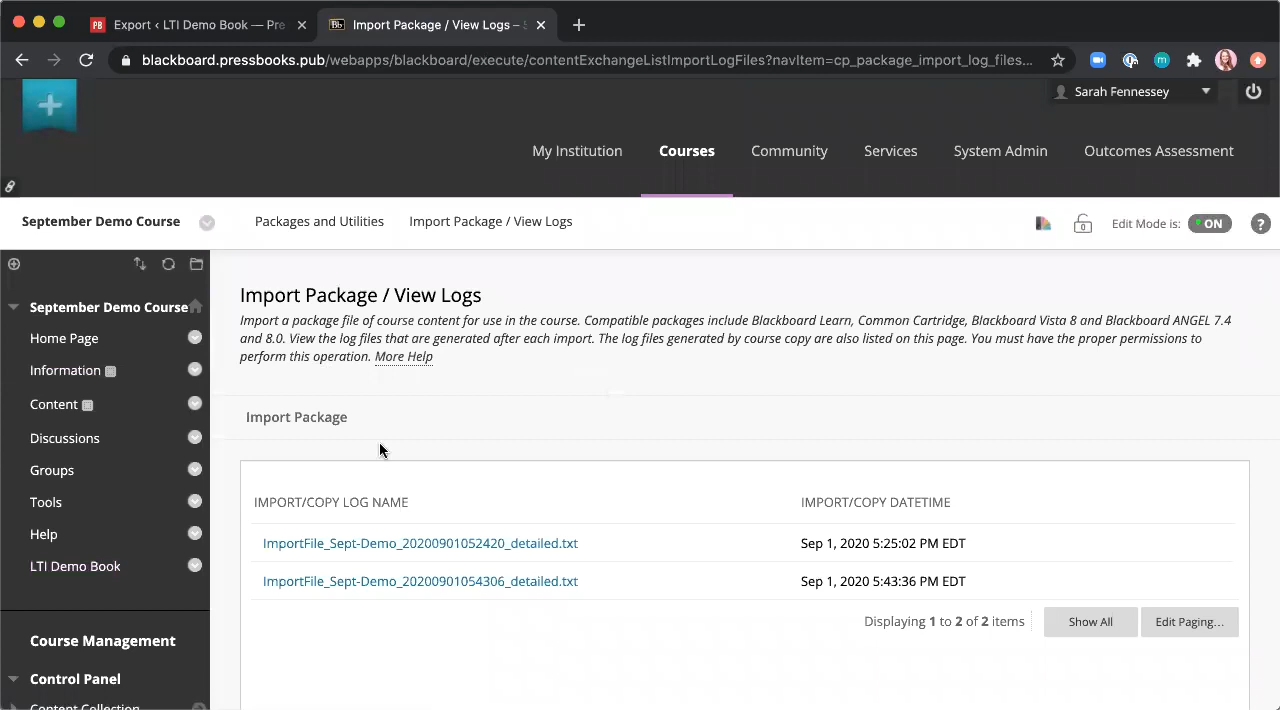 PB Export ‹ LTI Demo Book — Pre
Bb Import Package / View Logs –
blackboard.pressbooks.pub/webapps/blackboard/execute/contentExchangeListImportLogFiles?navItem=cp_package_import_log_files...
Sarah Fennessey
My Institution Courses Community Services System Admin Outcomes Assessment
September Demo Course Packages and Utilities Import Package / View Logs Edit Mode is: ON ?
September Demo Course
Home Page
Information
Content
Discussions
Groups
Tools
Help
LTI Demo Book
Course Management
Control Panel
Content Collection
Import Package / View Logs
Import a package file of course content for use in the course. Compatible packages include Blackboard Learn, Common Cartridge, Blackboard Vista 8 and Blackboard ANGEL 7.4
and 8.0. View the log files that are generated after each import. The log files generated by course copy are also listed on this page. You must have the proper permissions to
perform this operation. More Help
Import Package
IMPORT/COPY LOG NAME IMPORT/COPY DATETIME
ImportFile_Sept-Demo_20200901052420_detailed.txt Sep 1, 2020 5:25:02 PM EDT
ImportFile_Sept-Demo_20200901054306_detailed.txt Sep 1, 2020 5:43:36 PM EDT
Displaying 1 to 2 of 2 items Show All Edit Paging...